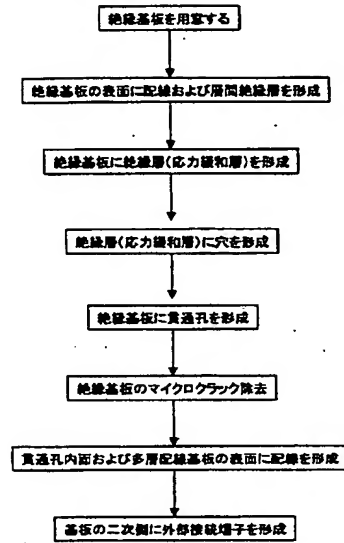 絶縁基板を用意する
絶縁基板の表面に配線および層間絶縁層を形成
絶縁基板に絶縁層(応力緩和層)を形成
絶縁層(応力緩和層)に穴を形成
絶縁基板に貫通孔を形成
絶縁基板のマイクロクラック除去
貫通孔内面および多層配線基板の表面に配線を形成
基板の二次側に外部接続端子を形成